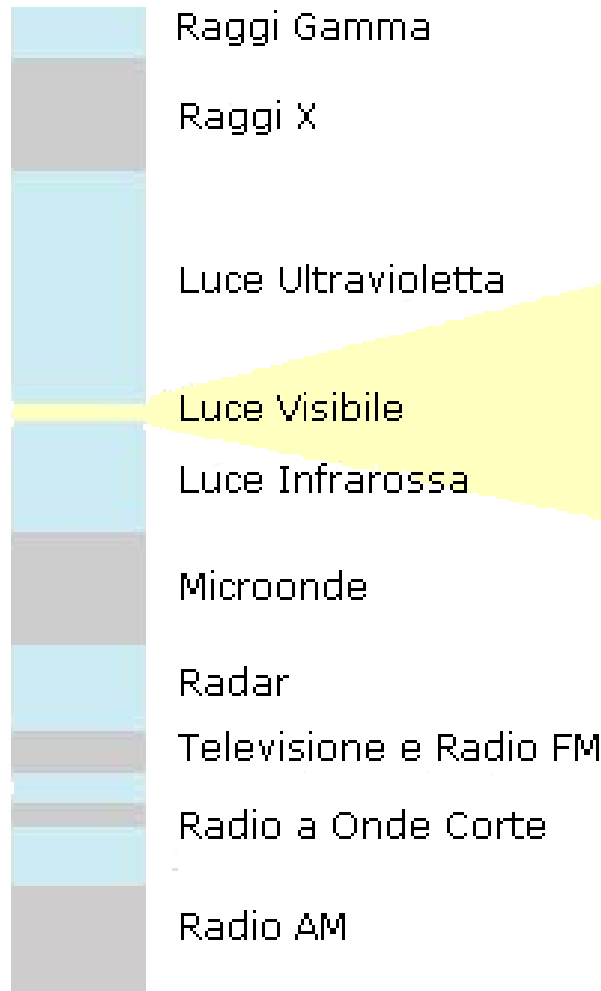 Raggi Gamma
Raggi X
Luce Ultravioletta
Luce Visibile
Luce Infrarossa
Microonde
Radar
Televisione e Radio FM
Radio a Onde Corte
Radio AM